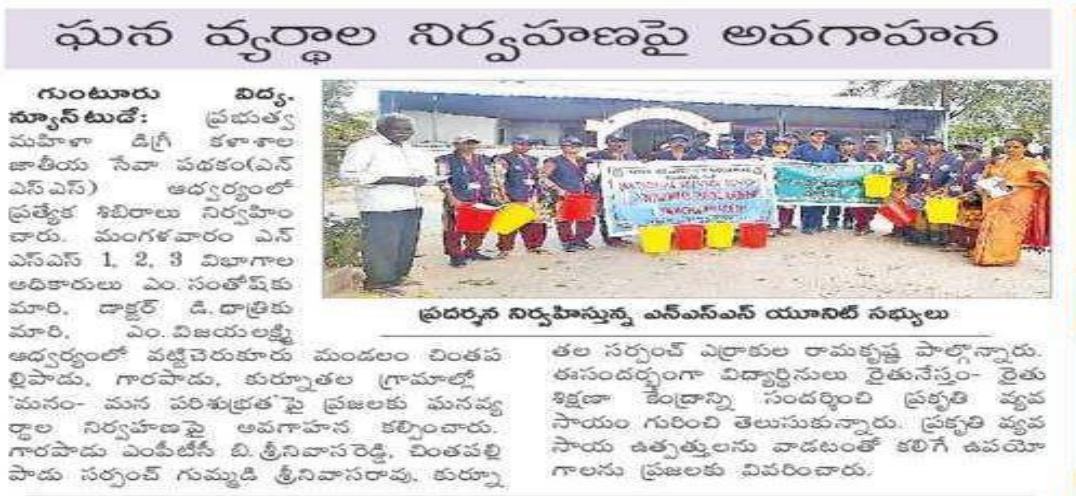 ఘన వ్యర్థాల నిర్వహణపై అవగాహన
గుంటూరు విద్య,
న్యూస్‌టుడే: ప్రభుత్వ
మహిళా డిగ్రీ కళాశాల
జాతీయ సేవా పథకం(ఎన్
ఎస్ఎస్) ఆధ్వర్యంలో
ప్రత్యేక శిబిరాలు నిర్వహిం
చారు. మంగళవారం ఎన్
ఎస్ఎస్ 1, 2, 3 విభాగాల
అధికారులు ఎం. సంతోష్‌కు
మారి, డాక్టర్ డి. ధాత్రికు
మారి, ఎం. విజయలక్ష్మి
ఆధ్వర్యంలో వట్టిచెరుకూరు మండలం చింతప
ల్లిపాడు, గారపాడు, కుర్నూతల గ్రామాల్లో
'మనం- మన పరిశుభ్రత'పై ప్రజలకు ఘనవ్య
ర్థాల నిర్వహణపై అవగాహన కల్పించారు.
గారపాడు ఎంపీటీసీ బి. శ్రీనివాసరెడ్డి, చింతపల్లి
పాడు సర్పంచ్ గుమ్మడి శ్రీనివాసరావు, కుర్నూ
ప్రదర్శన నిర్వహిస్తున్న ఎన్ఎస్ఎస్ యూనిట్ సభ్యులు
తల సర్పంచ్ ఎర్రాకుల రామకృష్ణ పాల్గొన్నారు.
ఈసందర్భంగా విద్యార్థినులు రైతునేస్తం- రైతు
శిక్షణా కేంద్రాన్ని సందర్శించి ప్రకృతి వ్యవ
సాయం గురించి తెలుసుకున్నారు. ప్రకృతి వ్యవ
సాయ ఉత్పత్తులను వాడటంతో కలిగే ఉపయో
గాలను ప్రజలకు వివరించారు.